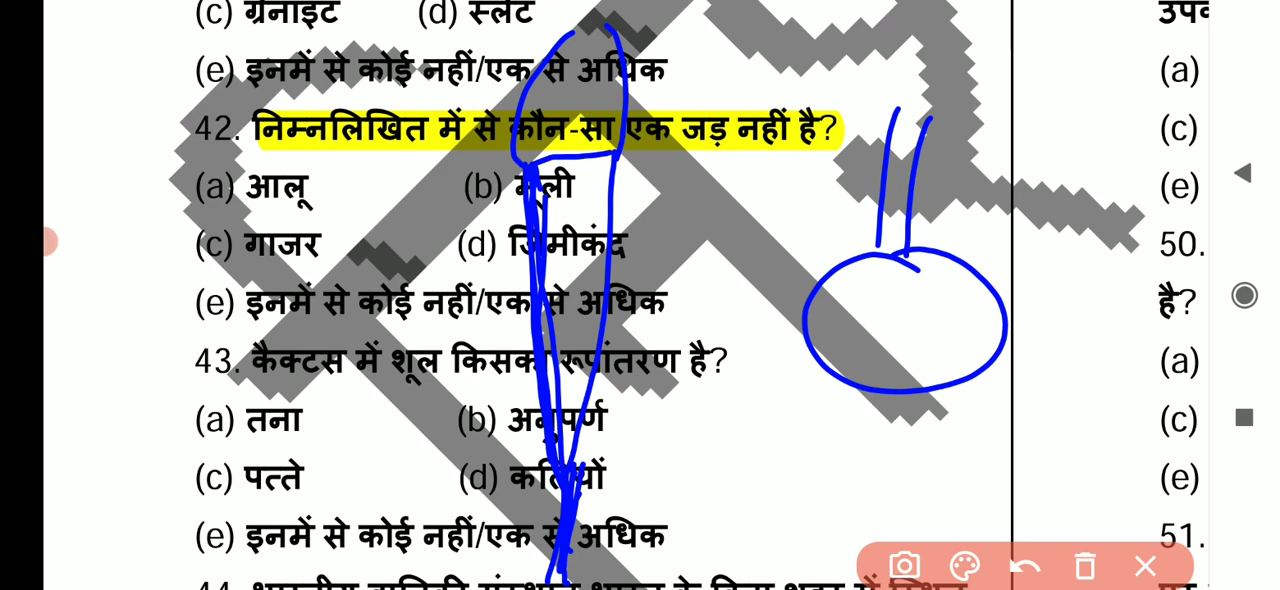 (c) ग्रेनाइट (d) स्लेट
(e) इनमें से कोई नहीं/एक से अधिक
42. निम्नलिखित में से कौन-सा एक जड़ नहीं है?
(a) आलू (b) मूली
(c) गाजर (d) जिमीकंद
(e) इनमें से कोई नहीं/एक से अधिक
43. कैक्टस में शूल किसका रूपांतरण है?
(a) तना (b) अनुपर्ण
(c) पत्ते (d) कलियों
(e) इनमें से कोई नहीं/एक से अधिक
44.
(a)
(c)
(e)
50.
है?
(a)
(c)
(e)
51.